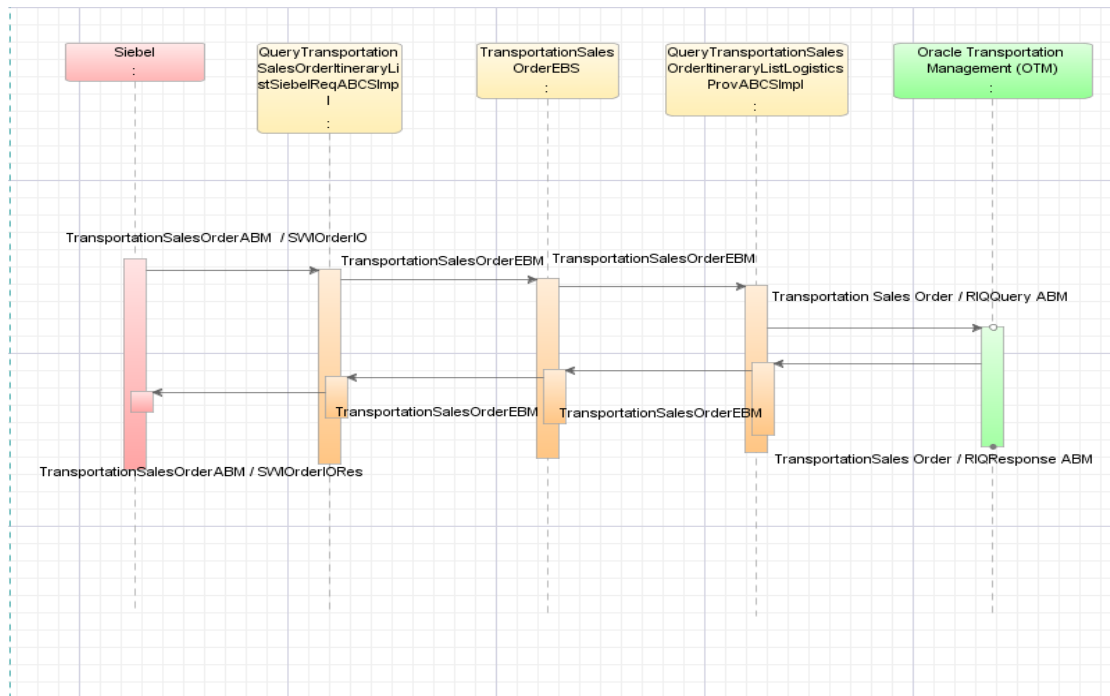 Siebel
:
QueryTransportation
SalesOrderItineraryLi
stSiebelReqABCSImp
l
:
TransportationSales
OrderEBS
:
QueryTransportationSales
OrderItineraryListLogistics
ProvABCSImpl
:
Oracle Transportation
Management (OTM)
:
TransportationSalesOrderABM / SWIOrderIO
TransportationSalesOrderEBM
TransportationSalesOrderEBM
Transportation Sales Order / RIQQuery ABM
TransportationSalesOrderEBM
TransportationSalesOrderEBM
TransportationSales Order / RIQResponse ABM
TransportationSalesOrderABM / SWIOrderIORes